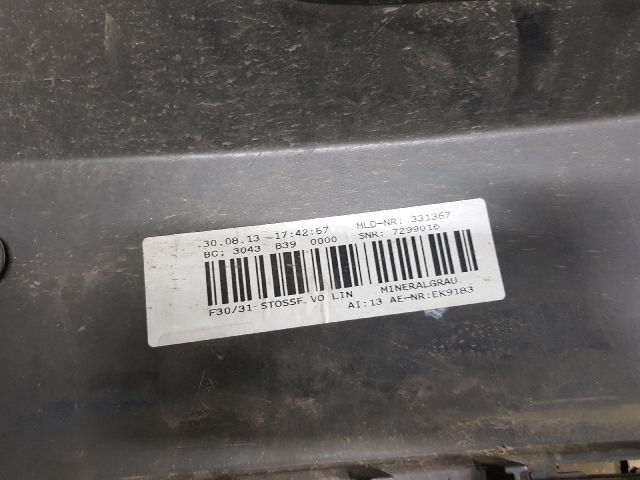 30.08.13 -17:42:57 MLD-NR: 331367
BC: 3043 B39 0000 SNR: 7299016
F30/31-STOSSF.VO LIN MINERALGRAU
AI:13 AE-NR:EK9183